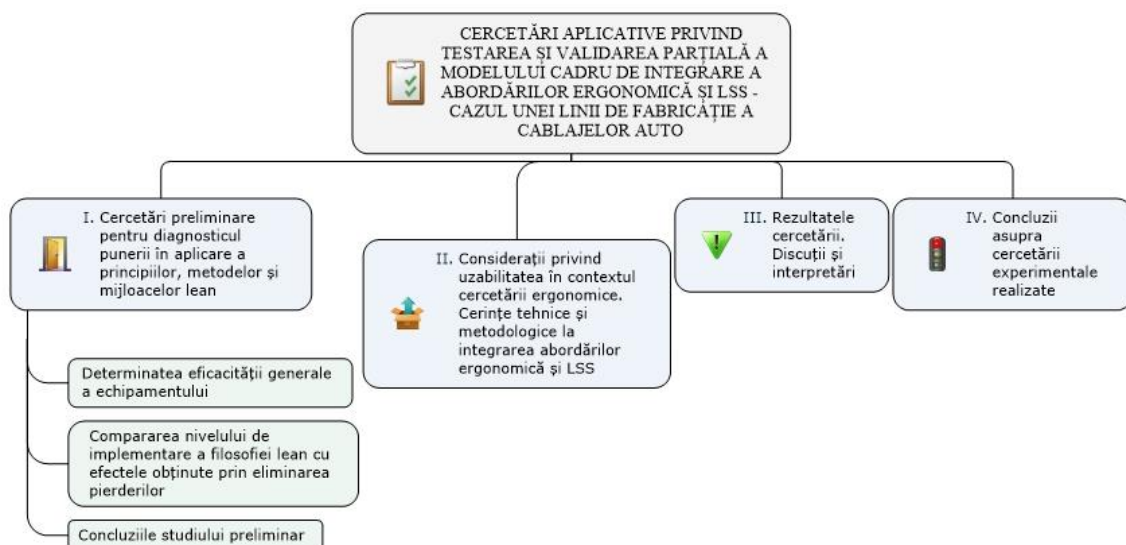 CERCETĂRI APLICATIVE PRIVIND
TESTAREA ȘI VALIDAREA PARȚIALĂ A
MODELULUI CADRU DE INTEGRARE A
ABORDĂRILOR ERGONOMICĂ ȘI LSS -
CAZUL UNEI LINII DE FABRICAȚIE A
CABLAJELOR AUTO
I. Cercetări preliminare
pentru diagnosticul
punerii în aplicare a
principiilor, metodelor și
mijloacelor lean
Determinatea eficacității generale
a echipamentului
Compararea nivelului de
implementare a filosofiei lean cu
efectele obținute prin eliminarea
pierderilor
Concluziile studiului preliminar
II. Considerații privind
uzabilitatea în contextul
cercetării ergonomice.
Cerințe tehnice și
metodologice la
integrarea abordărilor
ergonomică și LSS
III. Rezultatele
cercetării.
Discuții și
interpretări
IV. Concluzii
asupra
cercetării
experimentale
realizate